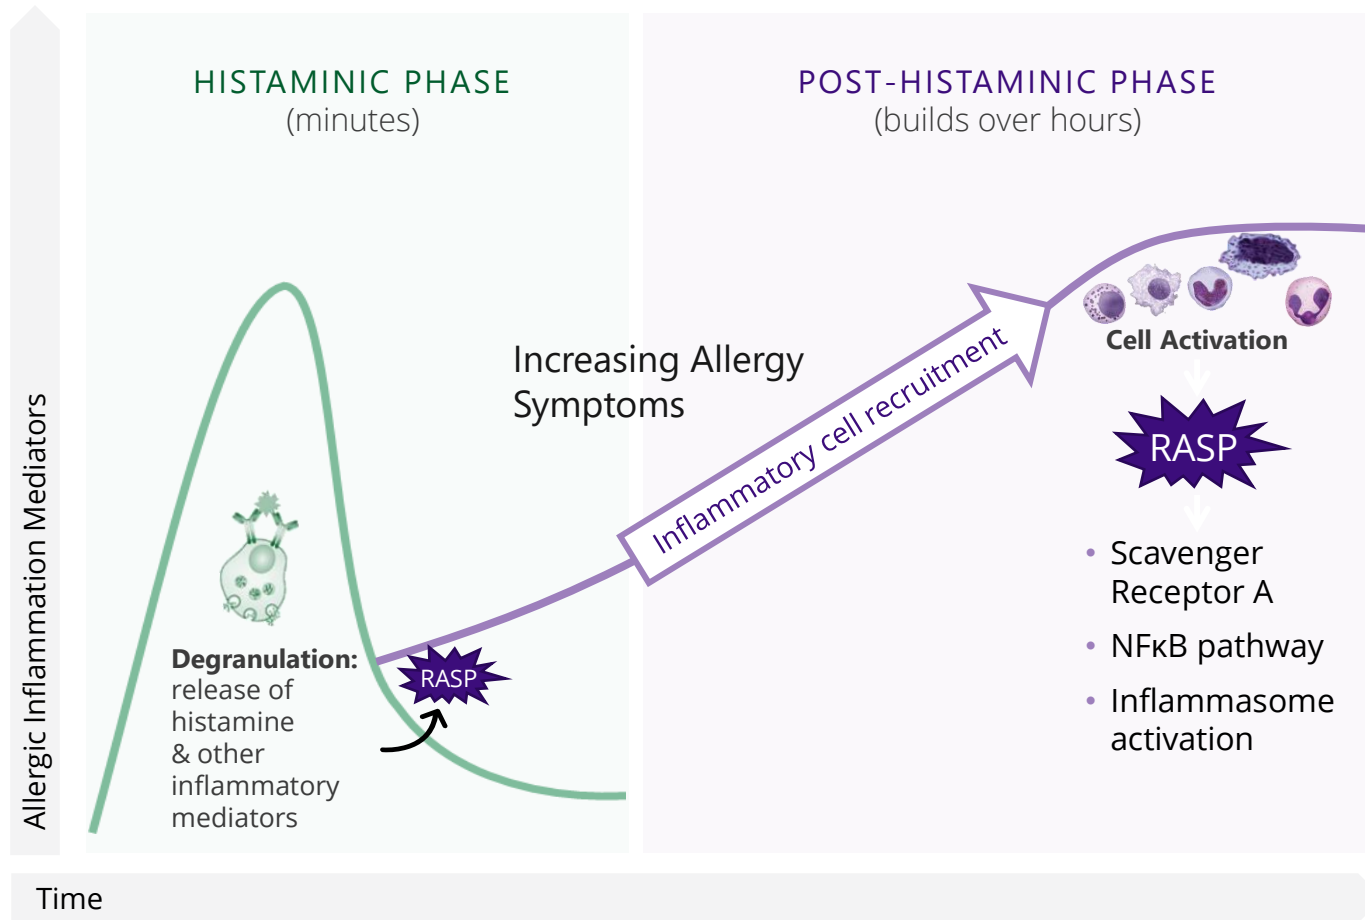 HISTAMINIC PHASE
(minutes)
POST-HISTAMINIC PHASE
(builds over hours)
Allergic Inflammation Mediators
Increasing Allergy
Symptoms
Inflammatory cell recruitment
Cell Activation
RASP
• Scavenger
Receptor A
• NFκB pathway
• Inflammasome
activation
Degranulation:
release of
histamine
& other
inflammatory
mediators
RASP
Time